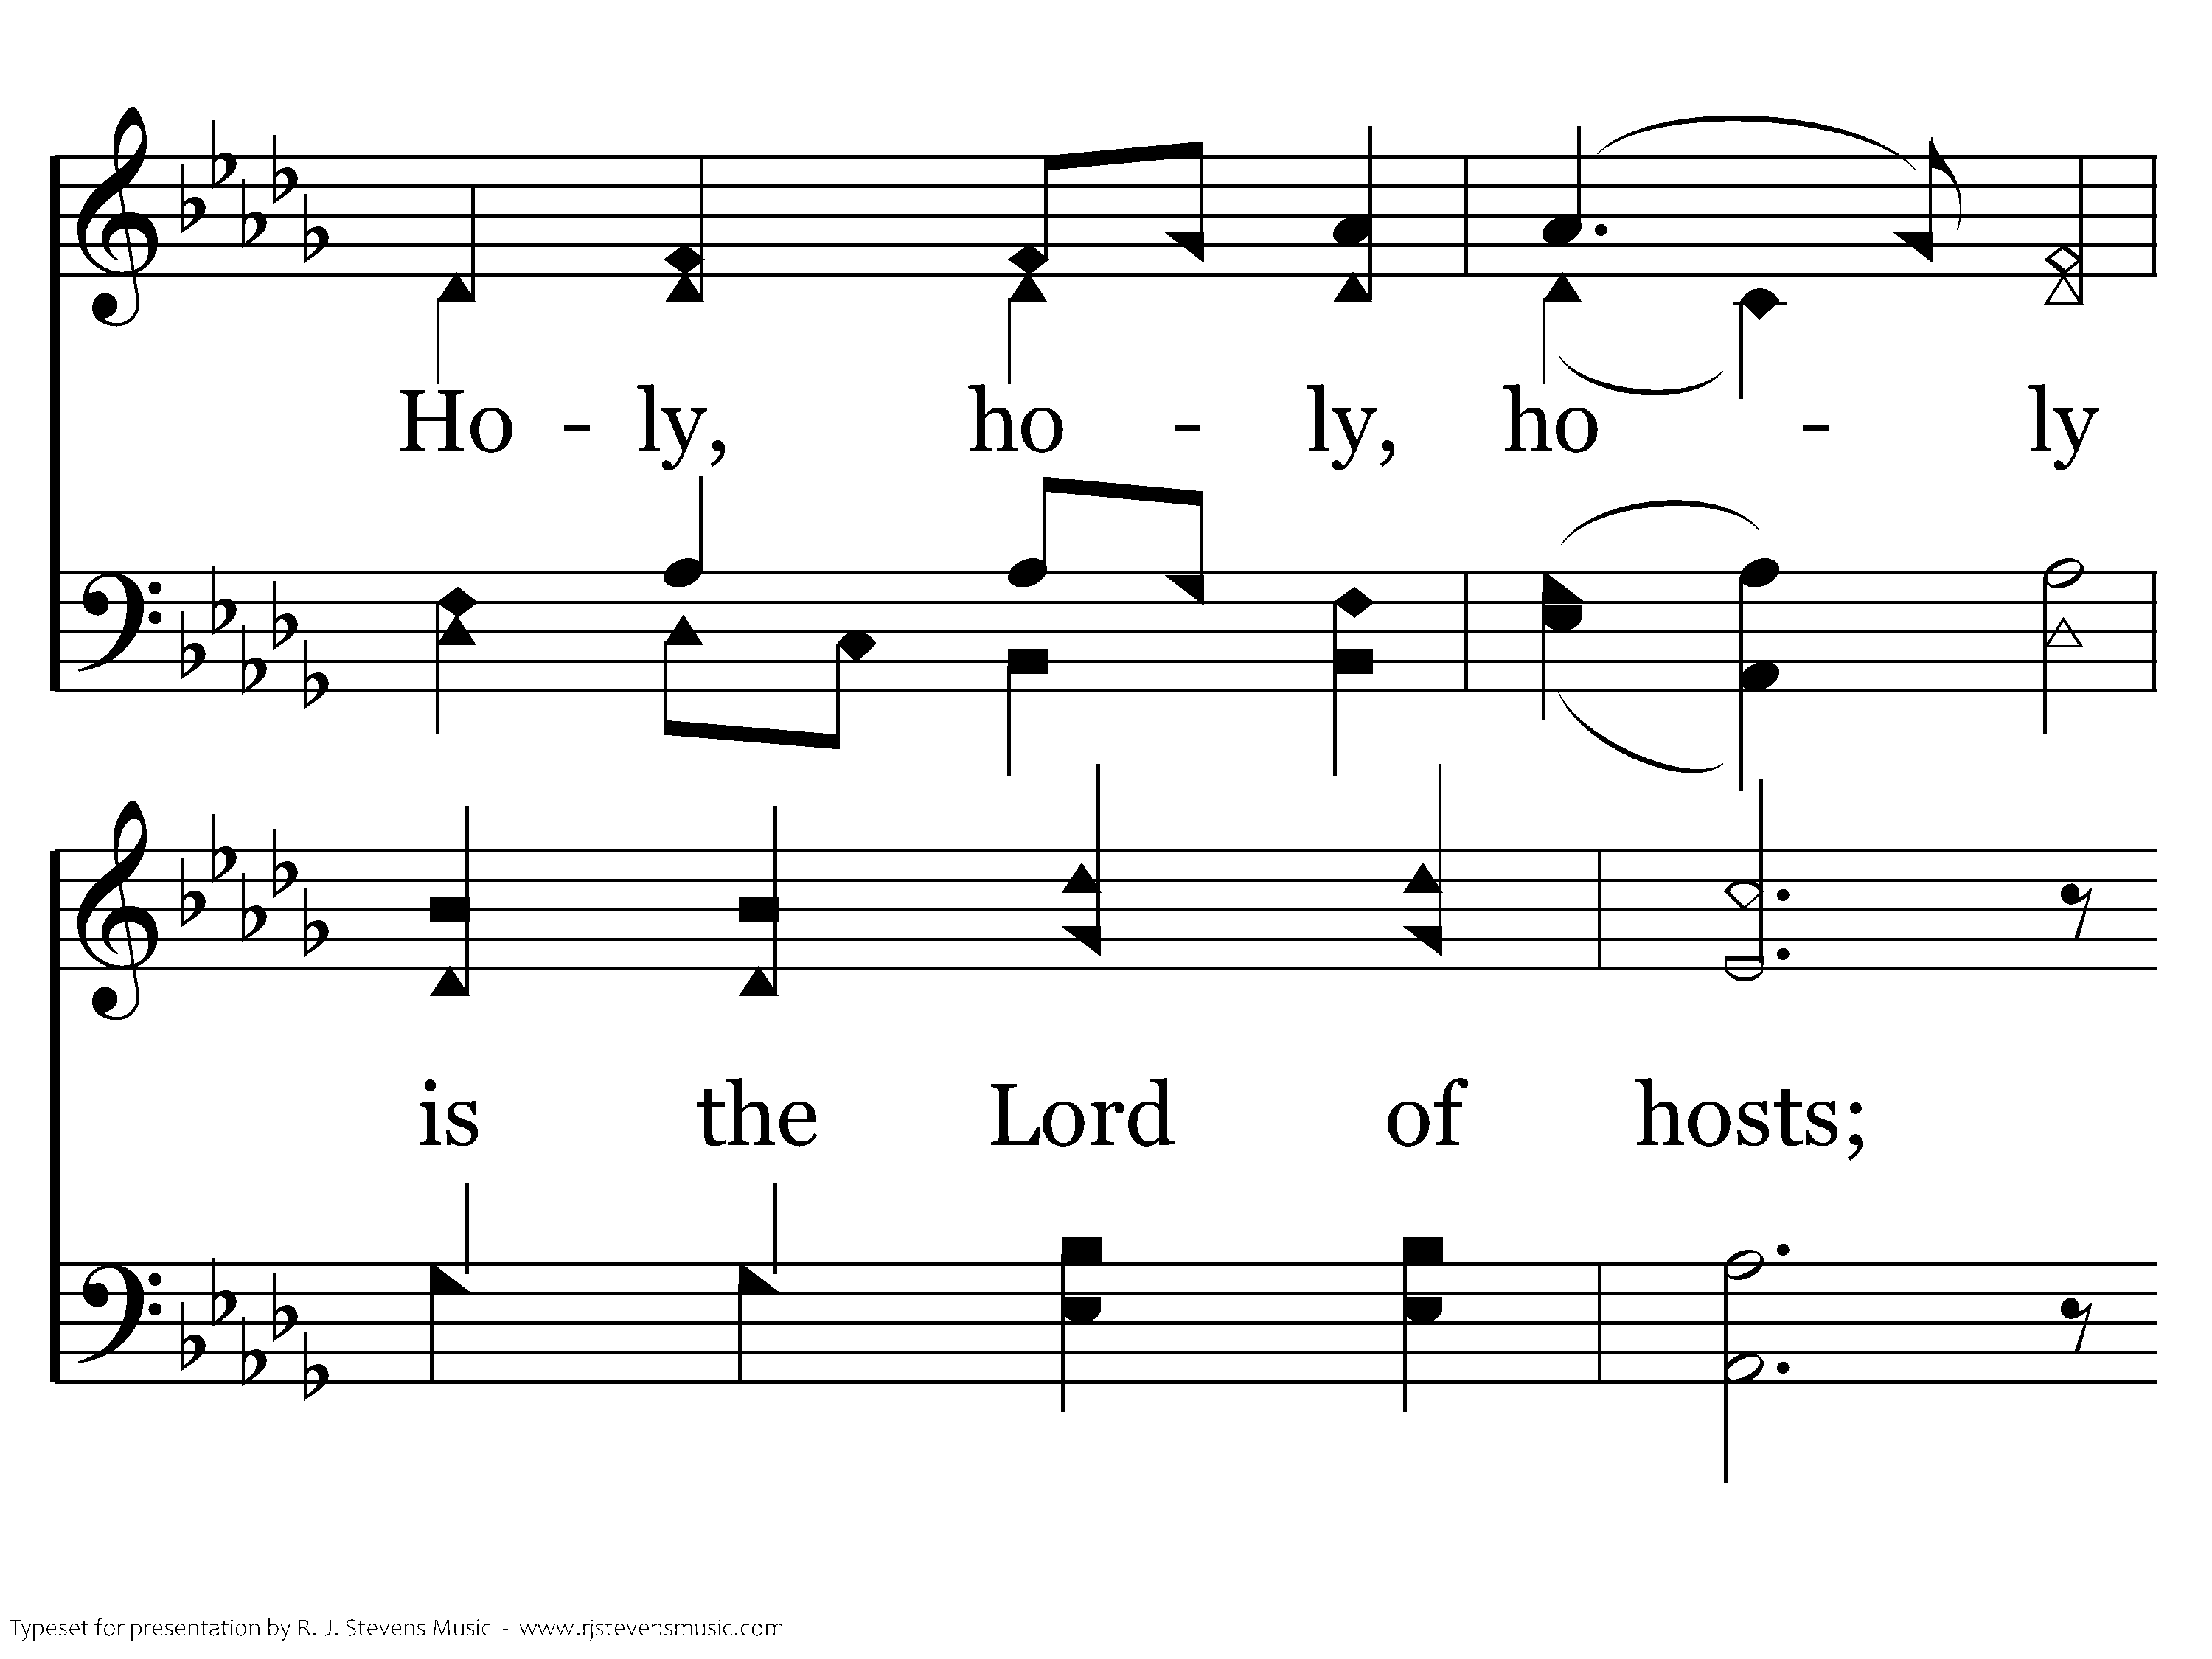 Ho - ly, ho - ly, ho - ly
is the Lord of hosts;
Typeset for presentation by R. J. Stevens Music - www.rjstevensmusic.com